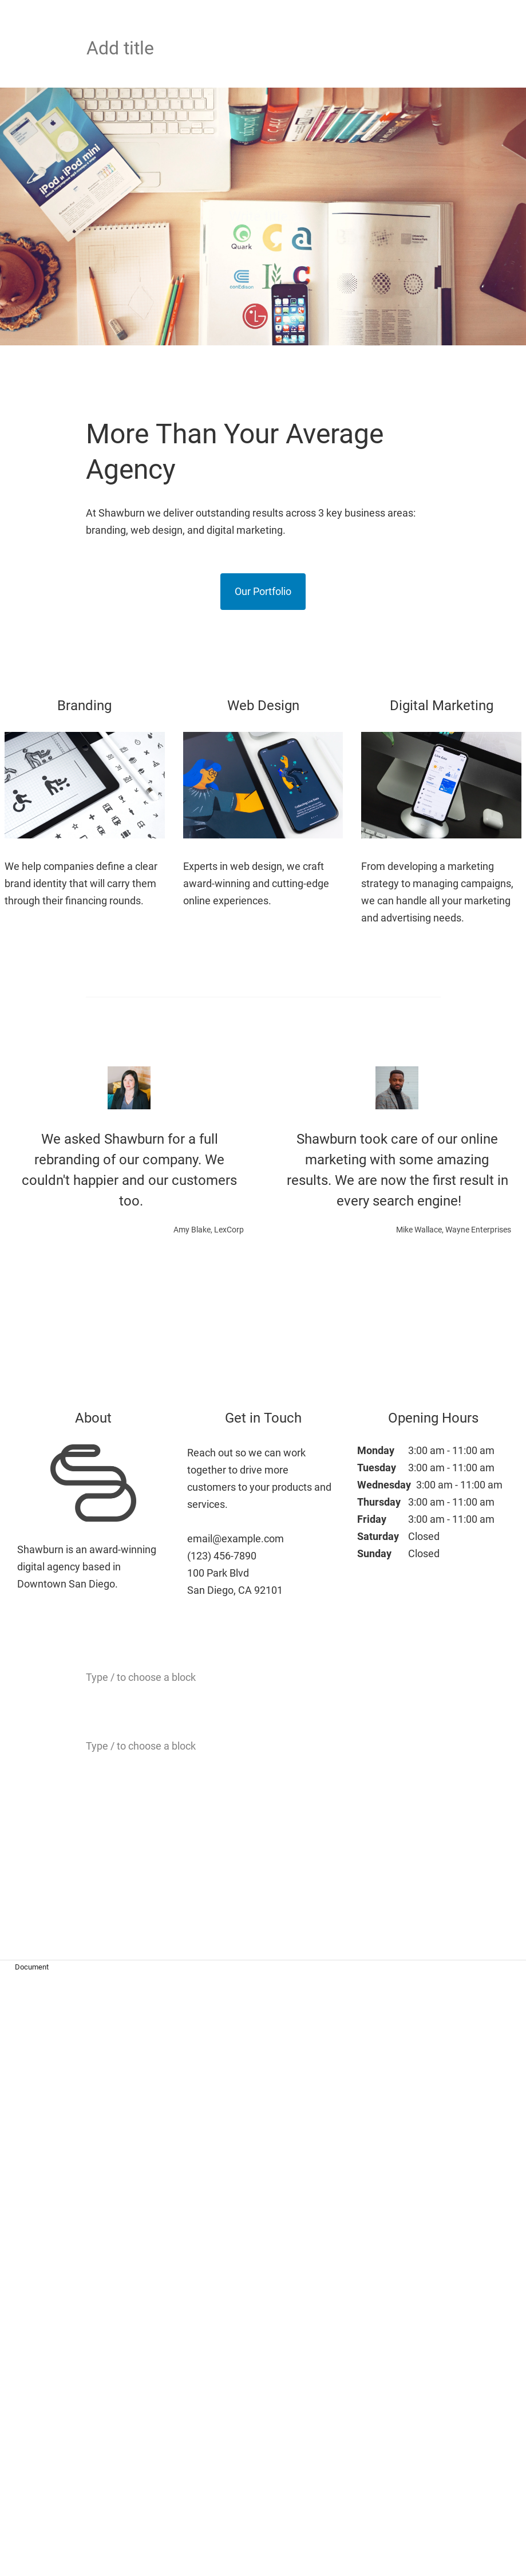 Add title
iPod & iPod mini
Quark
conEdison
LG
More Than Your Average
Agency
At Shawburn we deliver outstanding results across 3 key business areas:
branding, web design, and digital marketing.
Our Portfolio
Branding
Web Design
Digital Marketing
We help companies define a clear
brand identity that will carry them
through their financing rounds.
Experts in web design, we craft
award-winning and cutting-edge
online experiences.
From developing a marketing
strategy to managing campaigns,
we can handle all your marketing
and advertising needs.
We asked Shawburn for a full
rebranding of our company. We
couldn't happier and our customers
too.
Amy Blake, LexCorp
Shawburn took care of our online
marketing with some amazing
results. We are now the first result in
every search engine!
Mike Wallace, Wayne Enterprises
About
Shawburn is an award-winning
digital agency based in
Downtown San Diego.
Get in Touch
Reach out so we can work
together to drive more
customers to your products and
services.
email@example.com
(123) 456-7890
100 Park Blvd
San Diego, CA 92101
Opening Hours
Monday 3:00 am - 11:00 am
Tuesday 3:00 am - 11:00 am
Wednesday 3:00 am - 11:00 am
Thursday 3:00 am - 11:00 am
Friday 3:00 am - 11:00 am
Saturday Closed
Sunday Closed
Type / to choose a block
Type / to choose a block
Document